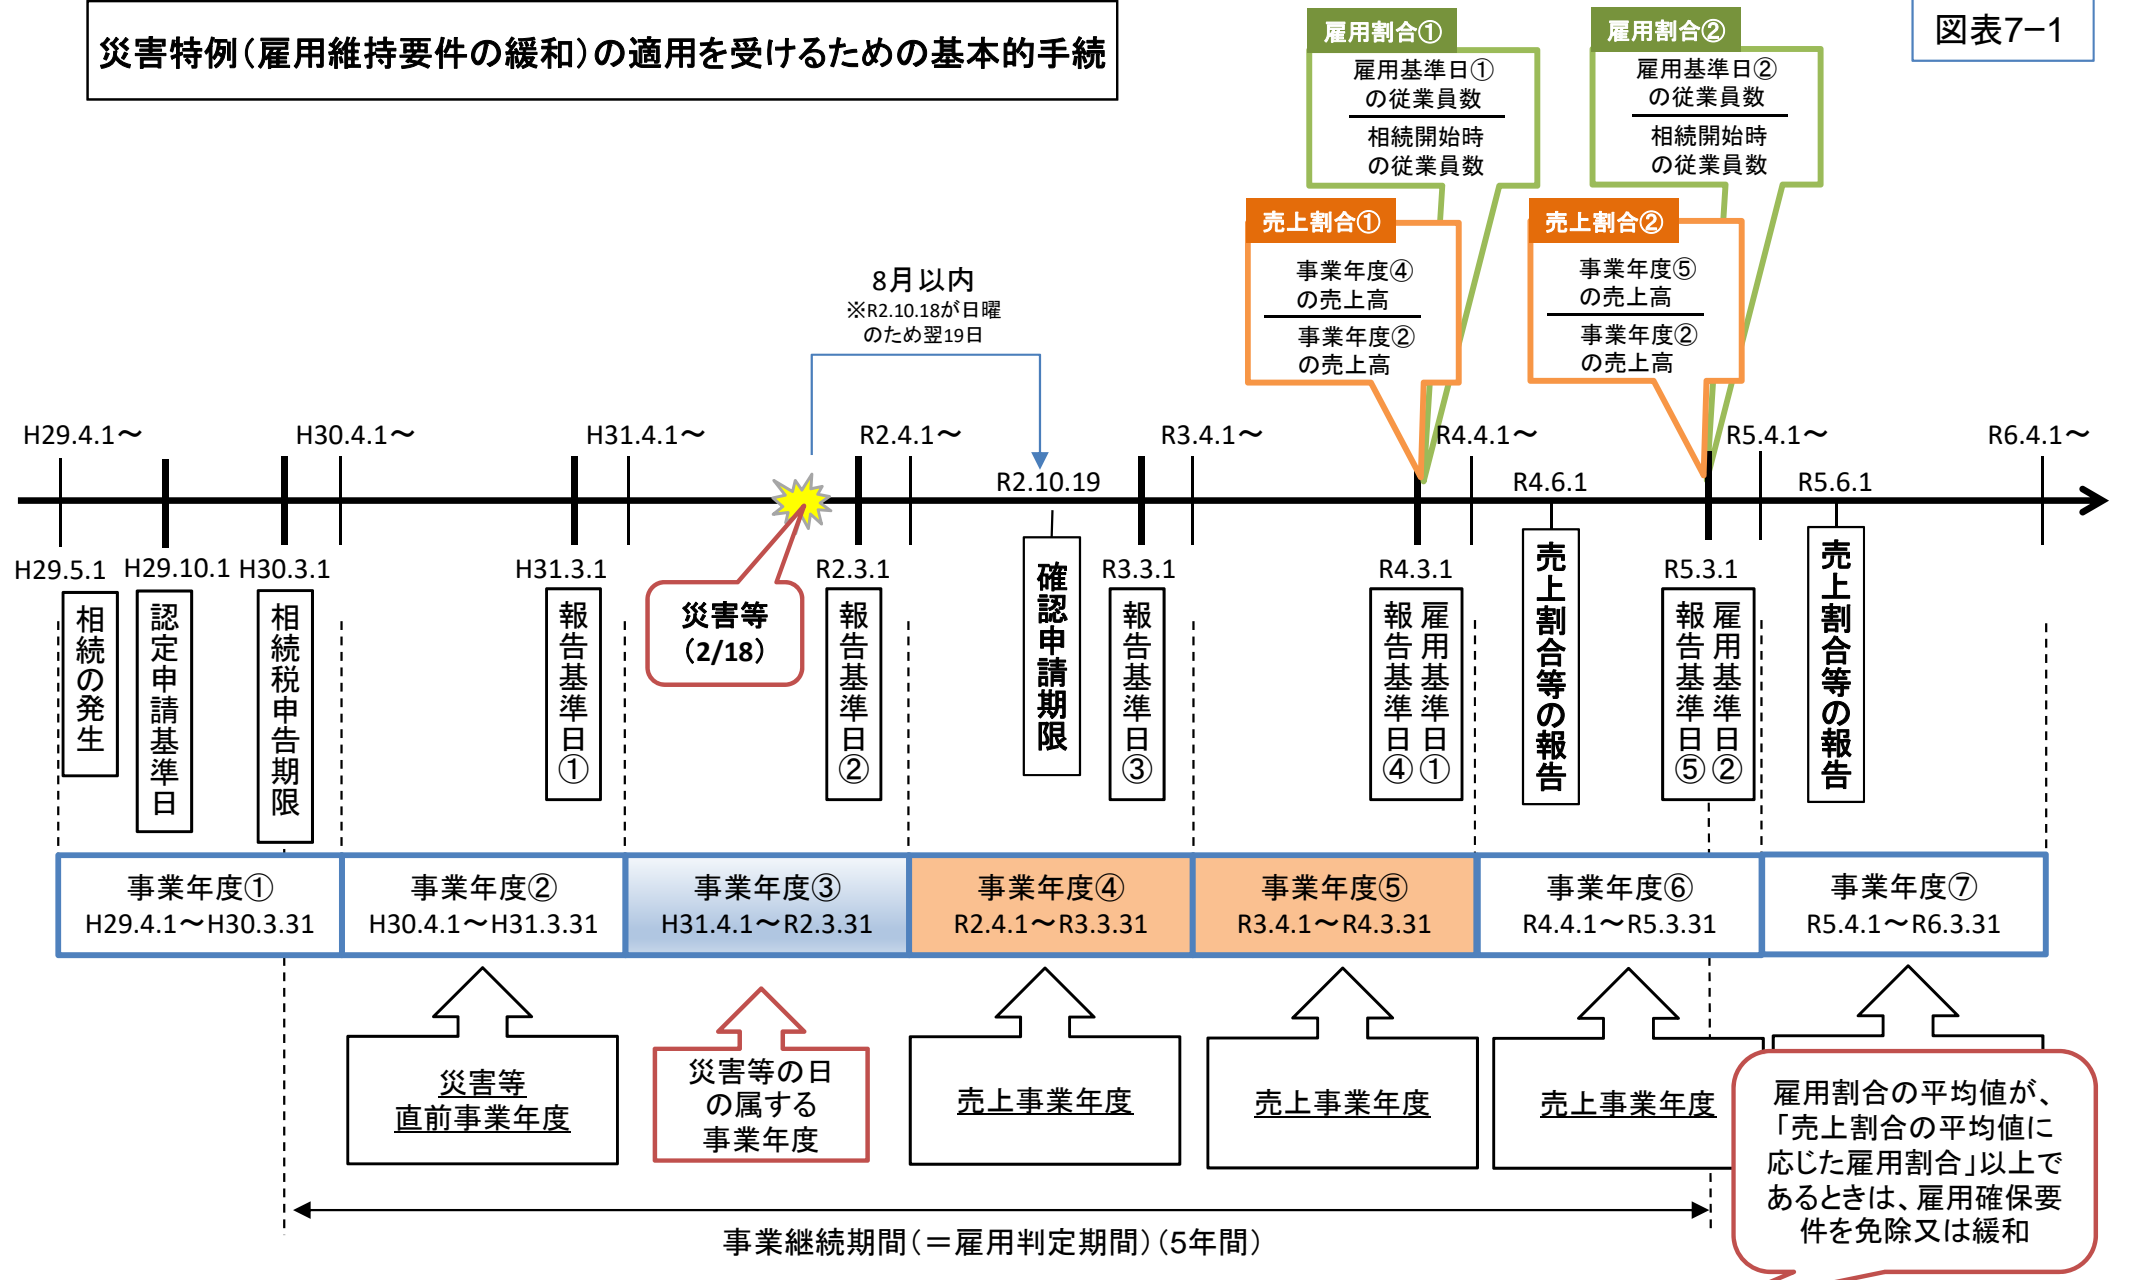 災害特例（雇用維持要件の緩和）の適用を受けるための基本的手続
図表7−1
雇用割合①
雇用基準日①
の従業員数
相続開始時
の従業員数
雇用割合②
雇用基準日②
の従業員数
相続開始時
の従業員数
売上割合①
事業年度④
の売上高
事業年度②
の売上高
売上割合②
事業年度⑤
の売上高
事業年度②
の売上高
8月以内
※R2.10.18が日曜
のため翌19日
H29.4.1～
H30.4.1～
H31.4.1～
R2.4.1～
R3.4.1～
R4.4.1～
R5.4.1～
R6.4.1～
R2.10.19
R4.6.1
R5.6.1
H29.5.1
H29.10.1
H30.3.1
H31.3.1
R2.3.1
R3.3.1
R4.3.1
R5.3.1
相続の発生
認定申請基準日
相続税申告期限
報告基準日①
災害等
（2/18）
報告基準日②
確認申請期限
報告基準日③
雇用基準日①
報告基準日④
売上割合等の報告
雇用基準日②
報告基準日⑤
売上割合等の報告
事業年度①
H29.4.1～H30.3.31
事業年度②
H30.4.1～H31.3.31
事業年度③
H31.4.1～R2.3.31
事業年度④
R2.4.1～R3.3.31
事業年度⑤
R3.4.1～R4.3.31
事業年度⑥
R4.4.1～R5.3.31
事業年度⑦
R5.4.1～R6.3.31
災害等
直前事業年度
災害等の日
の属する
事業年度
売上事業年度
売上事業年度
売上事業年度
雇用割合の平均値が、
「売上割合の平均値に
応じた雇用割合」以上で
あるときは、雇用確保要
件を免除又は緩和
事業継続期間（＝雇用判定期間）（5年間）